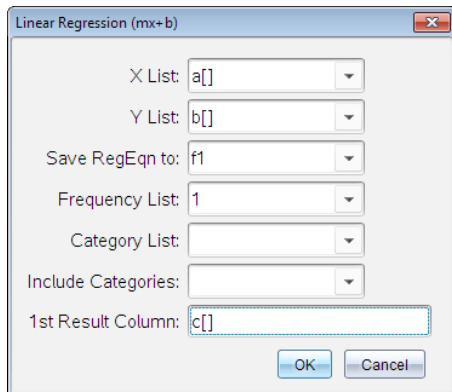 Linear Regression (mx+b)
X List: a[]
Y List: b[]
Save RegEqn to: f1
Frequency List: 1
Category List:
Include Categories:
1st Result Column: c[]
OK Cancel